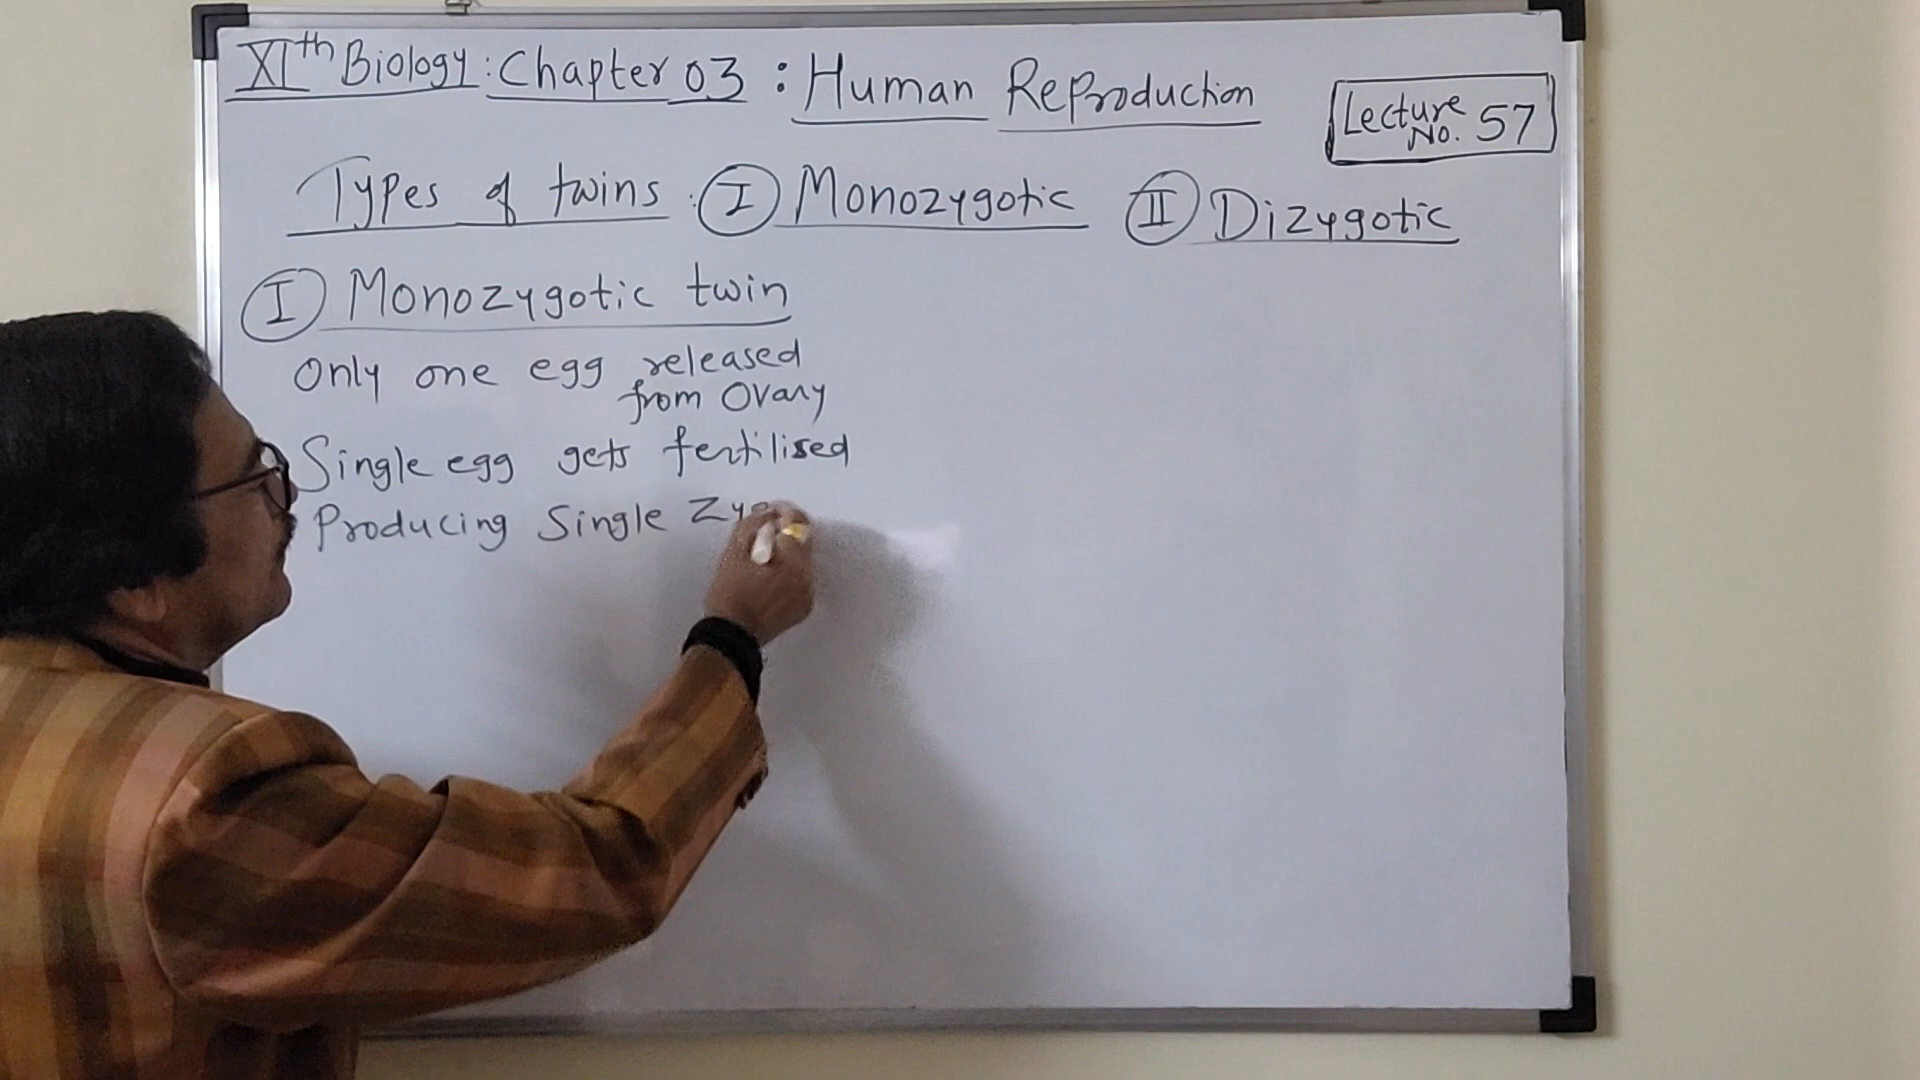 XIth Biology: Chapter 03 : Human Reproduction
Lecture No. 57
Types of twins : I Monozygotic II Dizygotic
I Monozygotic twin
Only one egg released
from Ovary
Single egg gets fertilised
Producing Single